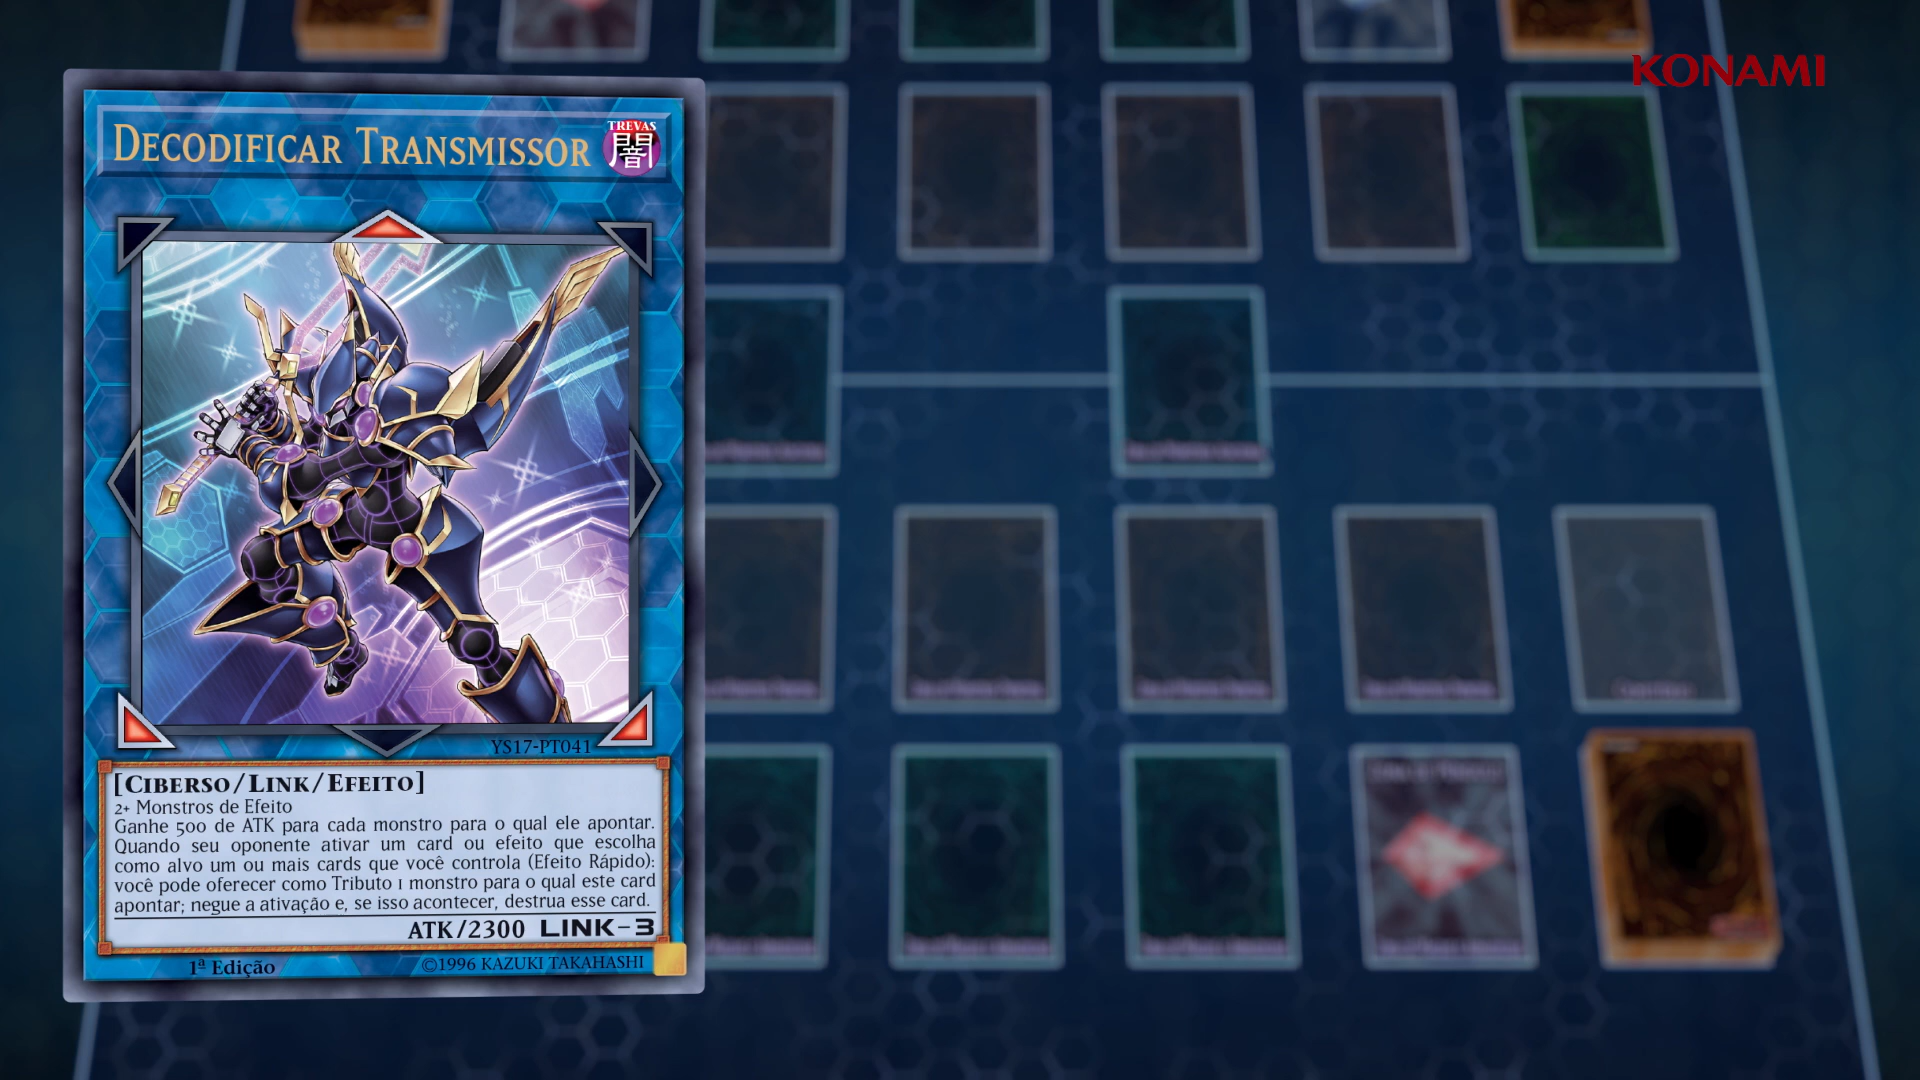 KONAMI
DECODIFICAR TRANSMISSOR
TREVAS
闇
YS17-PT041
[CIBERSO/LINK/EFEITO]
2+ Monstros de Efeito
Ganhe 500 de ATK para cada monstro para o qual ele apontar.
Quando seu oponente ativar um card ou efeito que escolha
como alvo um ou mais cards que você controla (Efeito Rápido):
você pode oferecer como Tributo 1 monstro para o qual este card
apontar; negue a ativação e, se isso acontecer, destrua esse card.
ATK/2300 LINK-3
1ª Edição
©1996 KAZUKI TAKAHASHI